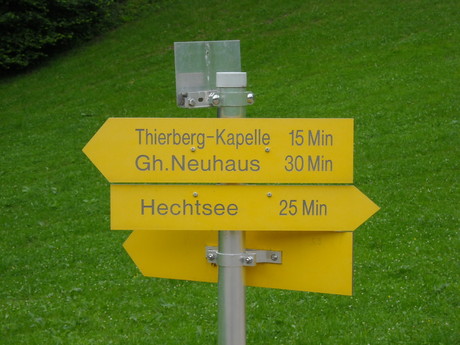 Thierberg-Kapelle 15 Min
Gh.Neuhaus 30 Min
Hechtsee 25 Min